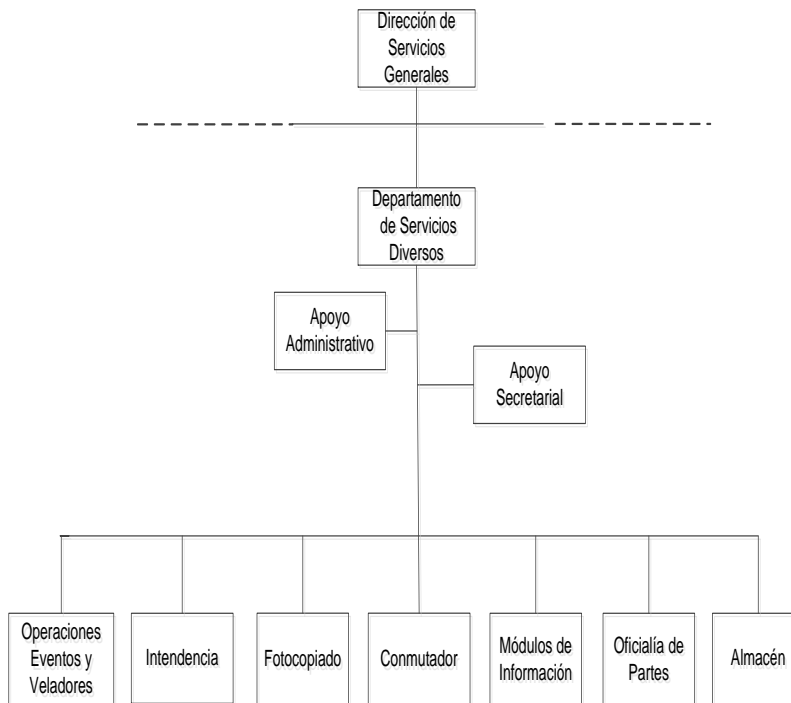 Dirección de
Servicios
Generales
Departamento
de Servicios
Diversos
Apoyo
Administrativo
Apoyo
Secretarial
Operaciones
Eventos y
Veladores
Intendencia
Fotocopiado
Conmutador
Módulos de
Información
Oficialía de
Partes
Almacén